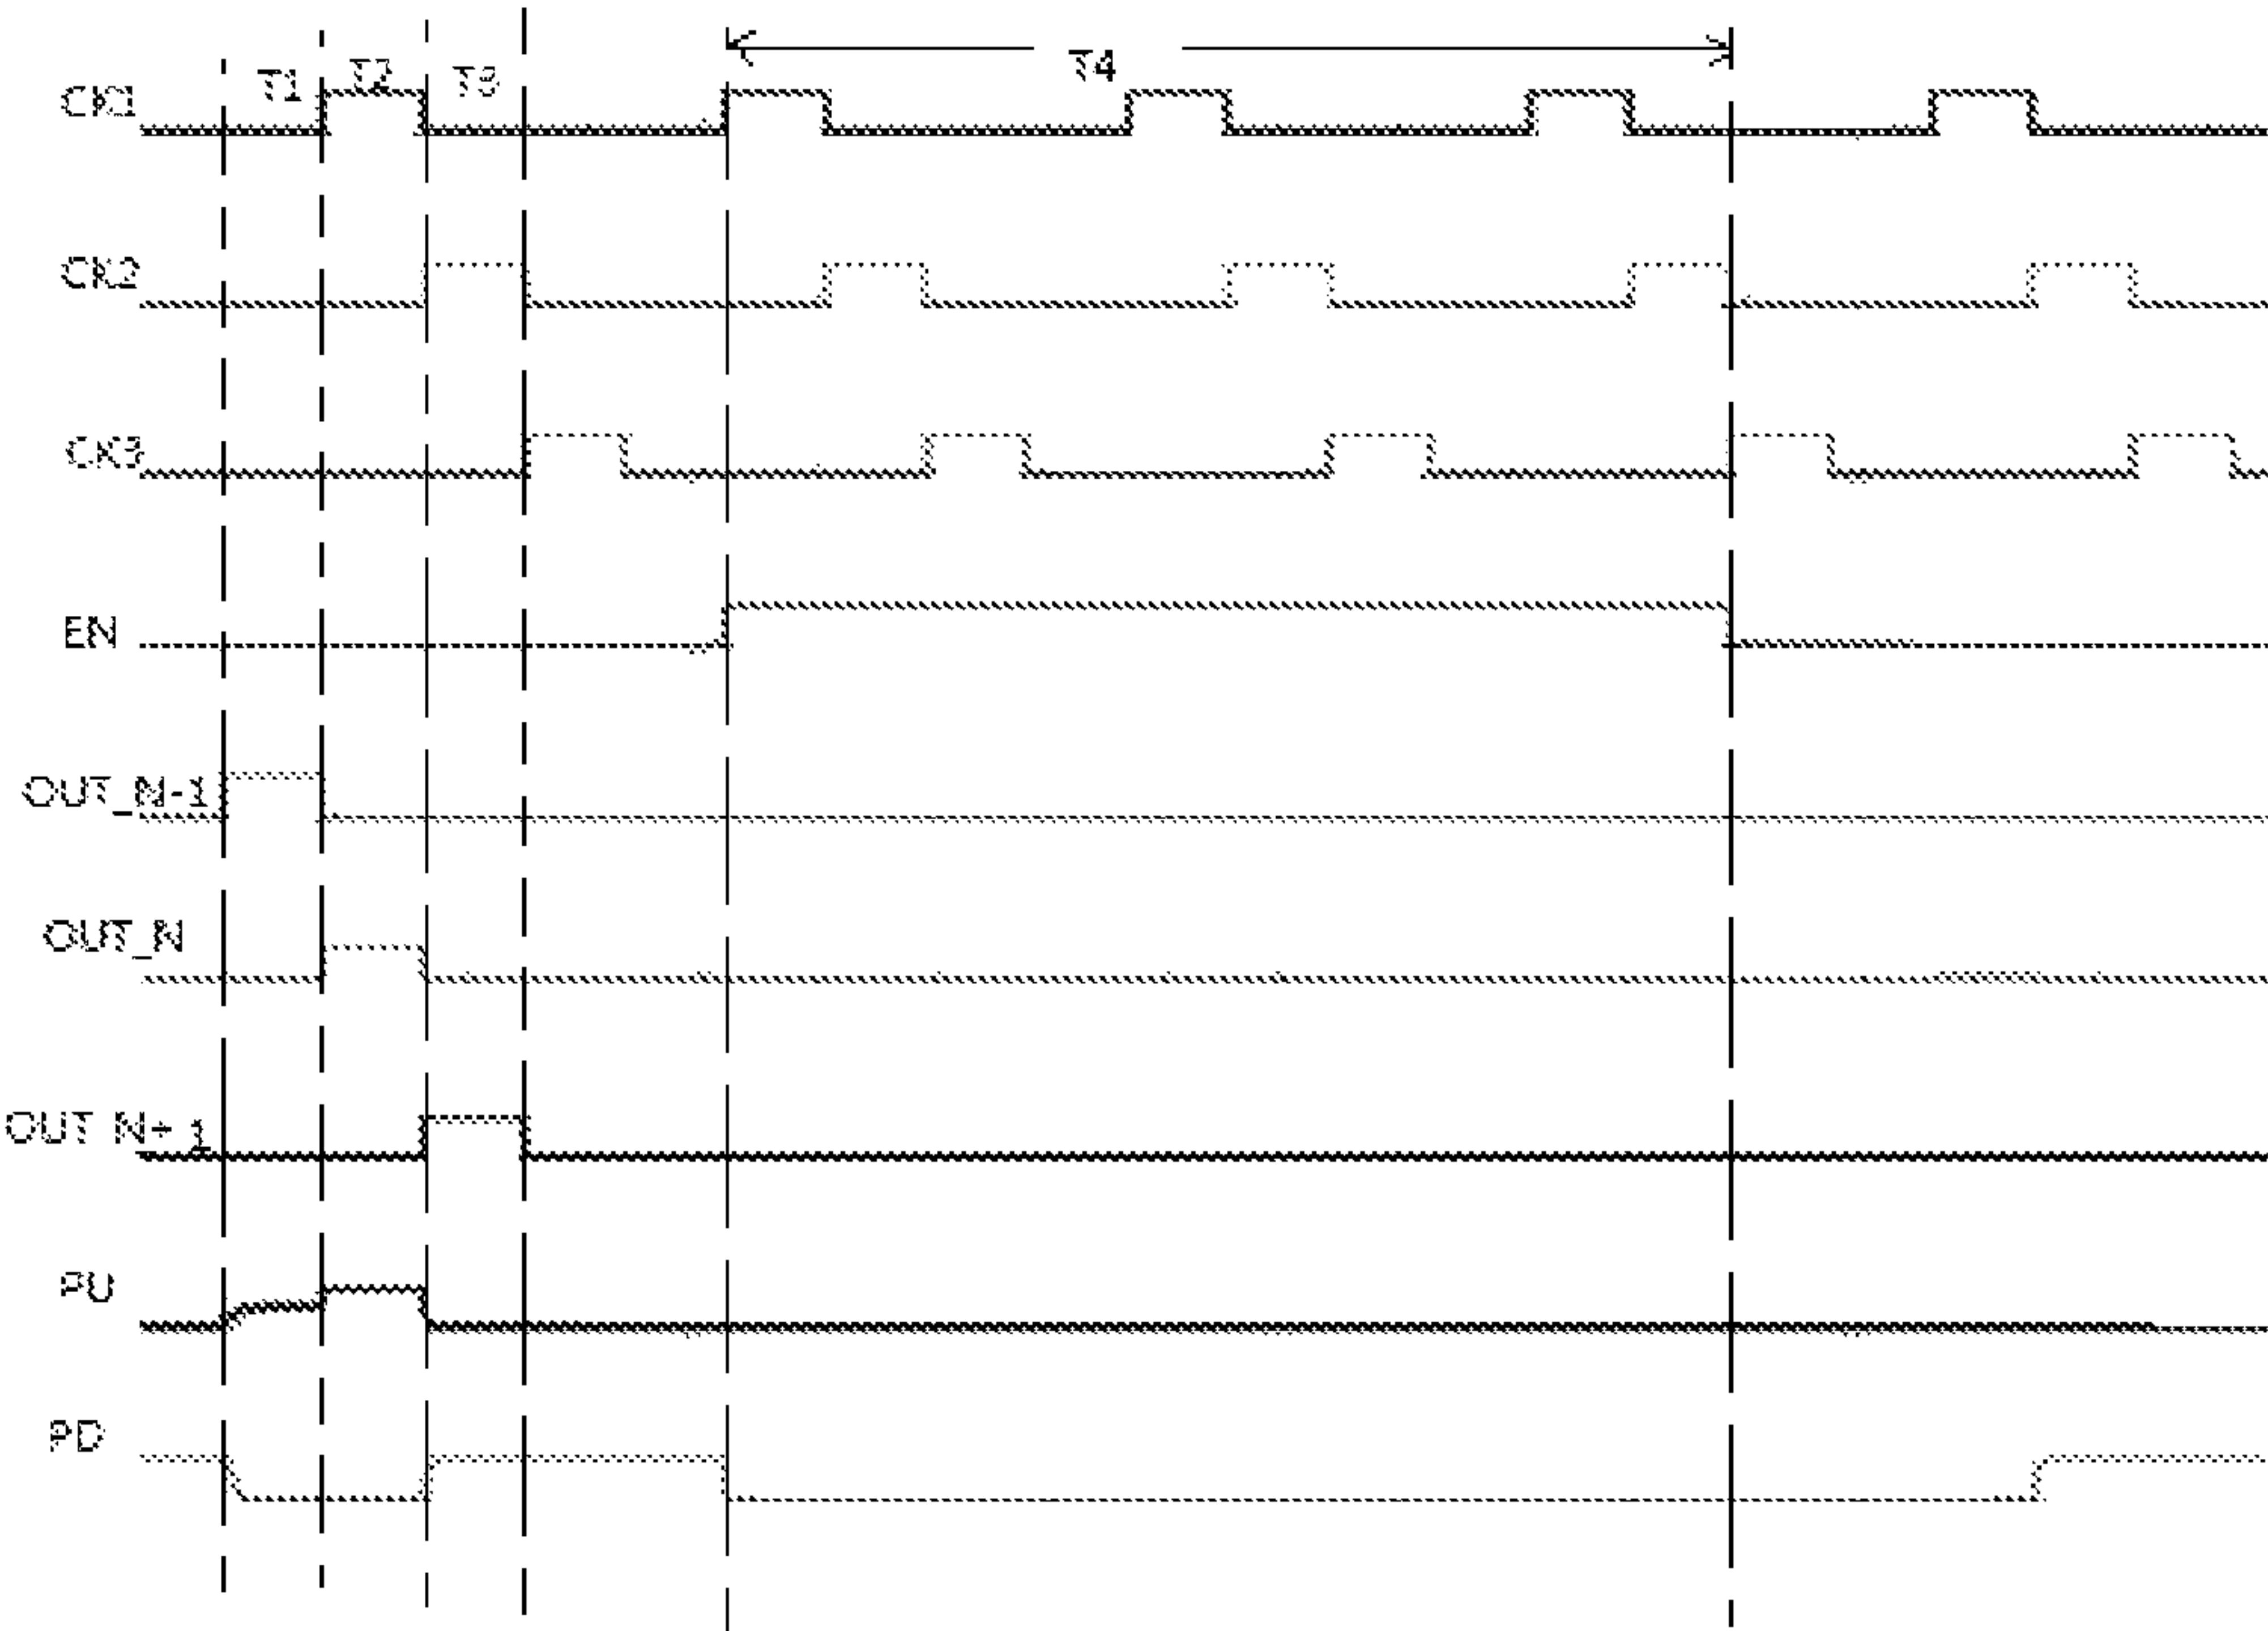 T1 T2 T3 T4
CK1
CK2
CK3
EN
OUT_N-1
OUT_N
OUT_N+1
PU
PD